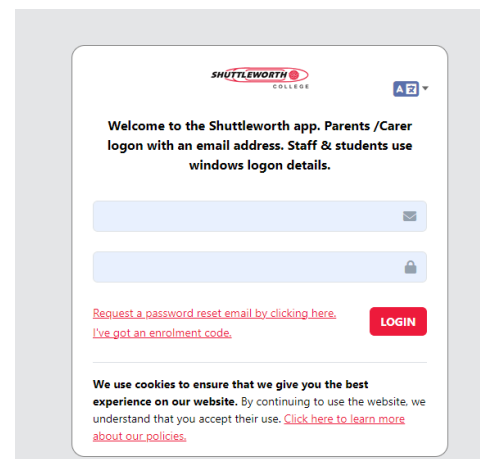 SHUTTLEWORTH
COLLEGE
A
Welcome to the Shuttleworth app. Parents /Carer
logon with an email address. Staff & students use
windows logon details.
Request a password reset email by clicking here.
I've got an enrolment code.
LOGIN
We use cookies to ensure that we give you the best
experience on our website. By continuing to use the website, we
understand that you accept their use. Click here to learn more
about our policies.